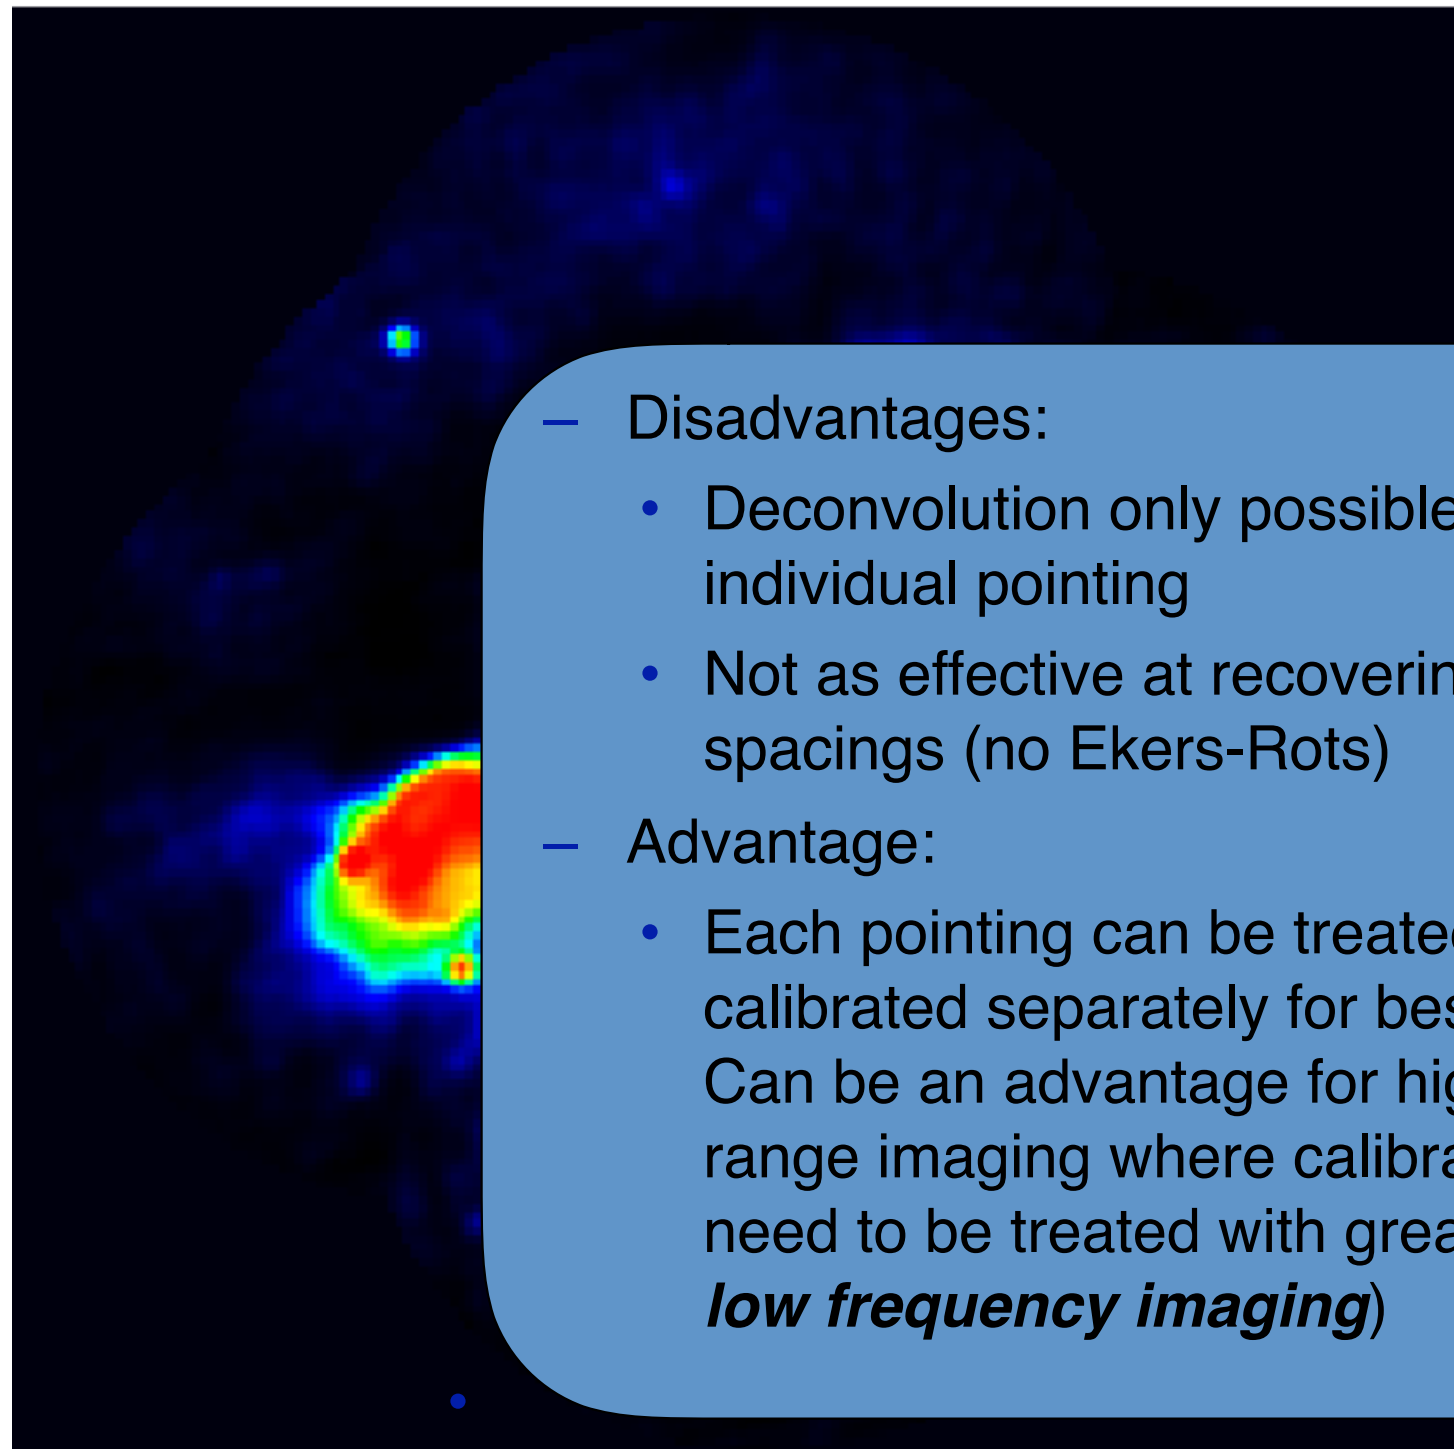 – Disadvantages:
• Deconvolution only possible
individual pointing
• Not as effective at recoverin
spacings (no Ekers-Rots)
– Advantage:
• Each pointing can be treated
calibrated separately for bes
Can be an advantage for hig
range imaging where calibra
need to be treated with grea
low frequency imaging)
•